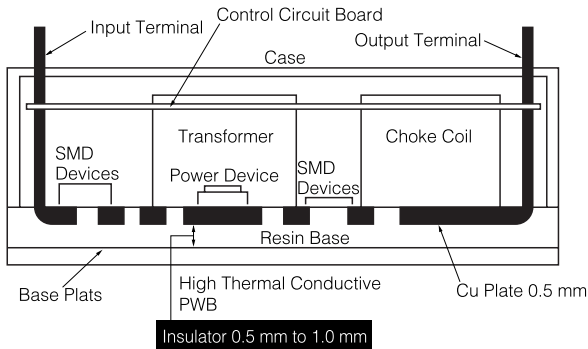 Control Circuit Board
Input Terminal
Output Terminal
Case
Transformer
Choke Coil
SMD
Devices
Power Device
SMD
Devices
Resin Base
Base Plats
High Thermal Conductive
PWB
Cu Plate 0.5 mm
Insulator 0.5 mm to 1.0 mm